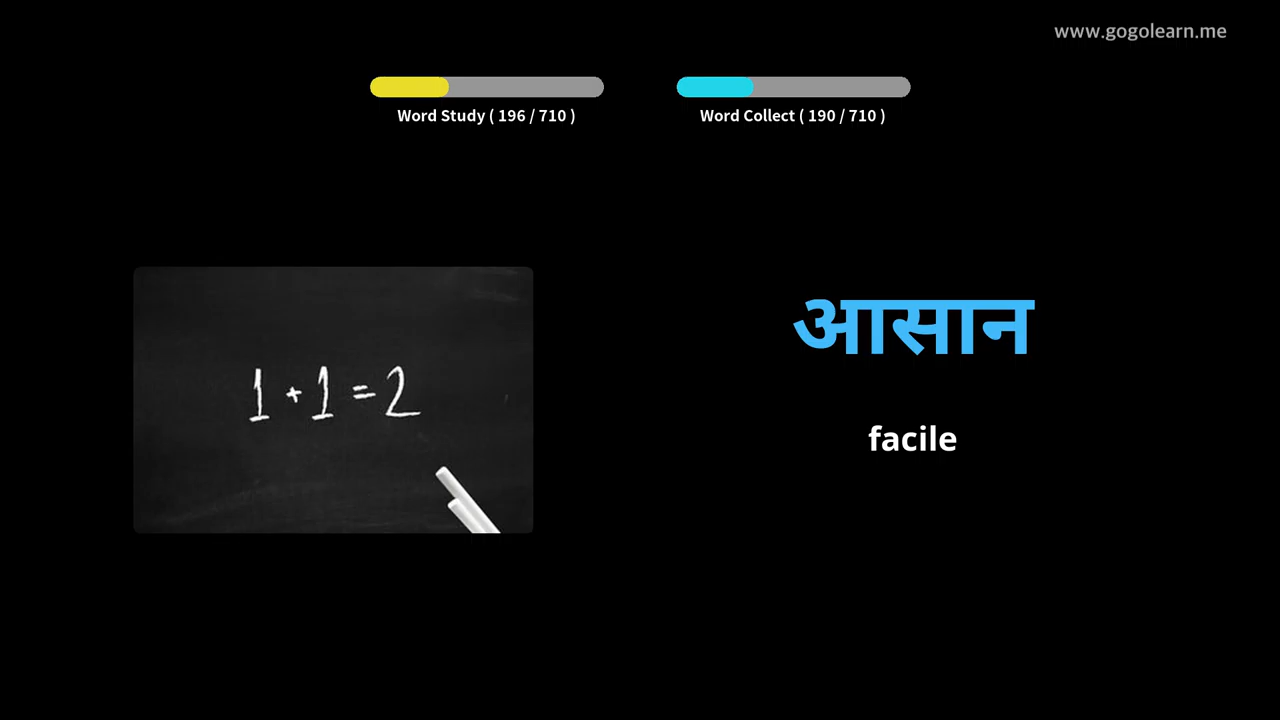 www.gogolearn.me
Word Study ( 196 / 710 )
Word Collect ( 190 / 710 )
1 + 1 = 2
आसान
facile